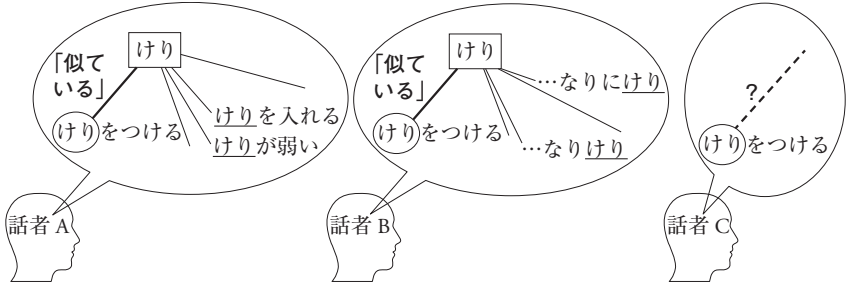 けり
「似て
いる」
けりを入れる
けりをつける
けりが弱い
話者 A
けり
「似て
いる」
…なりにけり
けりをつける
…なりけり
話者 B
?
けりをつける
話者 C